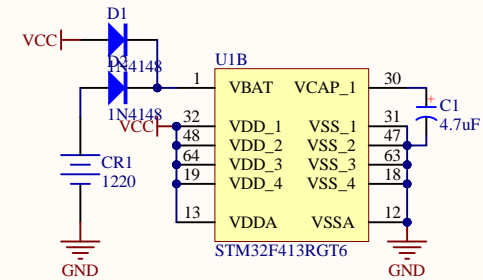 D1
VCC
1N4148
D2
1N4148
U1B
1 VBAT VCAP_1 30
C1
4.7uF
VCC
32 VDD_1 VSS_1 31
48 VDD_2 VSS_2 47
64 VDD_3 VSS_3 63
19 VDD_4 VSS_4 18
13 VDDA VSSA 12
CR1
1220
STM32F413RGT6
GND
GND